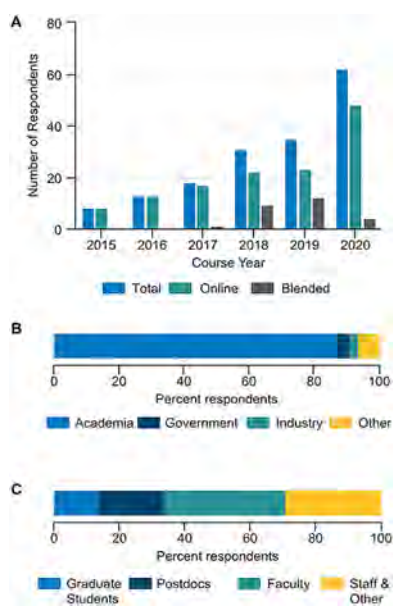 A
80
60
40
20
0
Number of Respondents
2015 2016 2017 2018 2019 2020
Course Year
Total Online Blended
B
0 20 40 60 80 100
Percent respondents
Academia Government Industry Other
C
0 20 40 60 80 100
Percent respondents
Graduate Students Postdocs Faculty Staff & Other